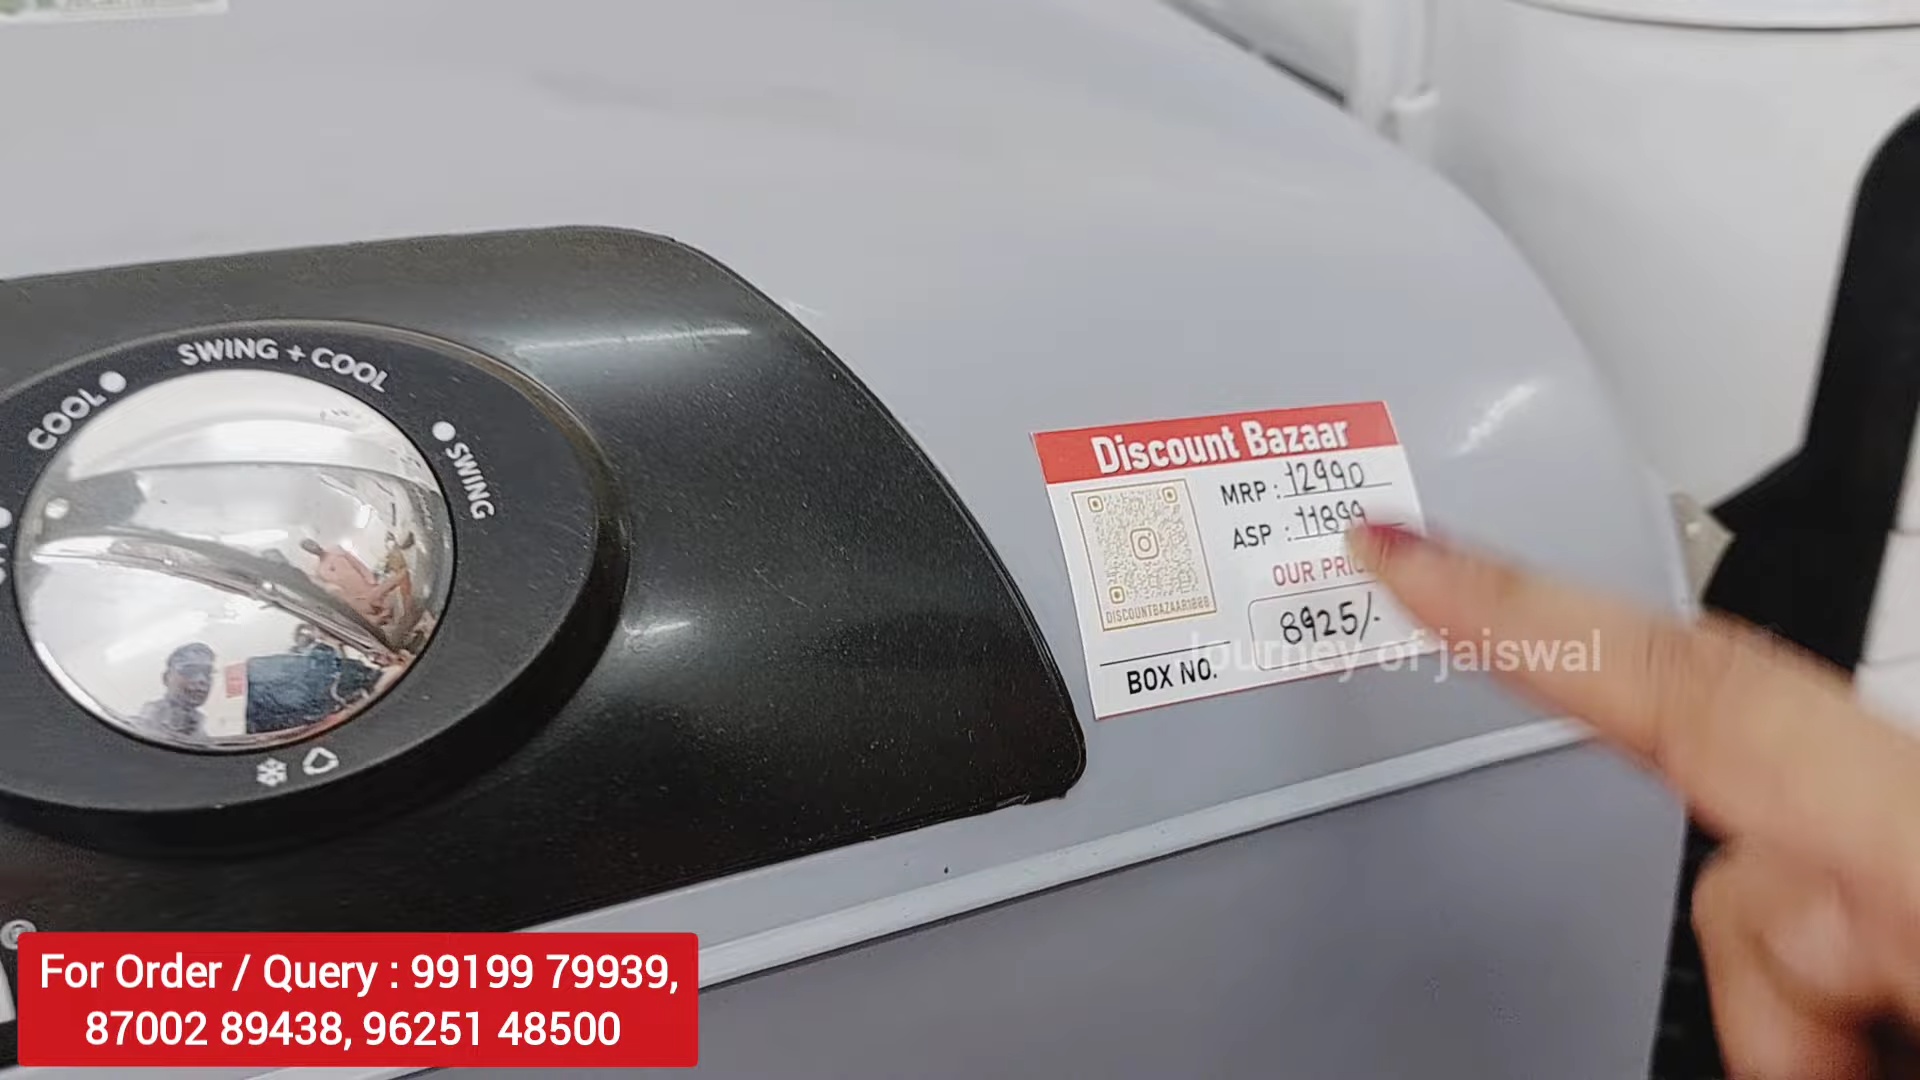 COOL
SWING + COOL
SWING
Discount Bazaar
MRP : 12990
ASP : 11899
OUR PRIC
8925/-
DISCOUNTBAZAAR1888
BOX NO.
Journey of jaiswal
For Order / Query : 99199 79939,
87002 89438, 96251 48500